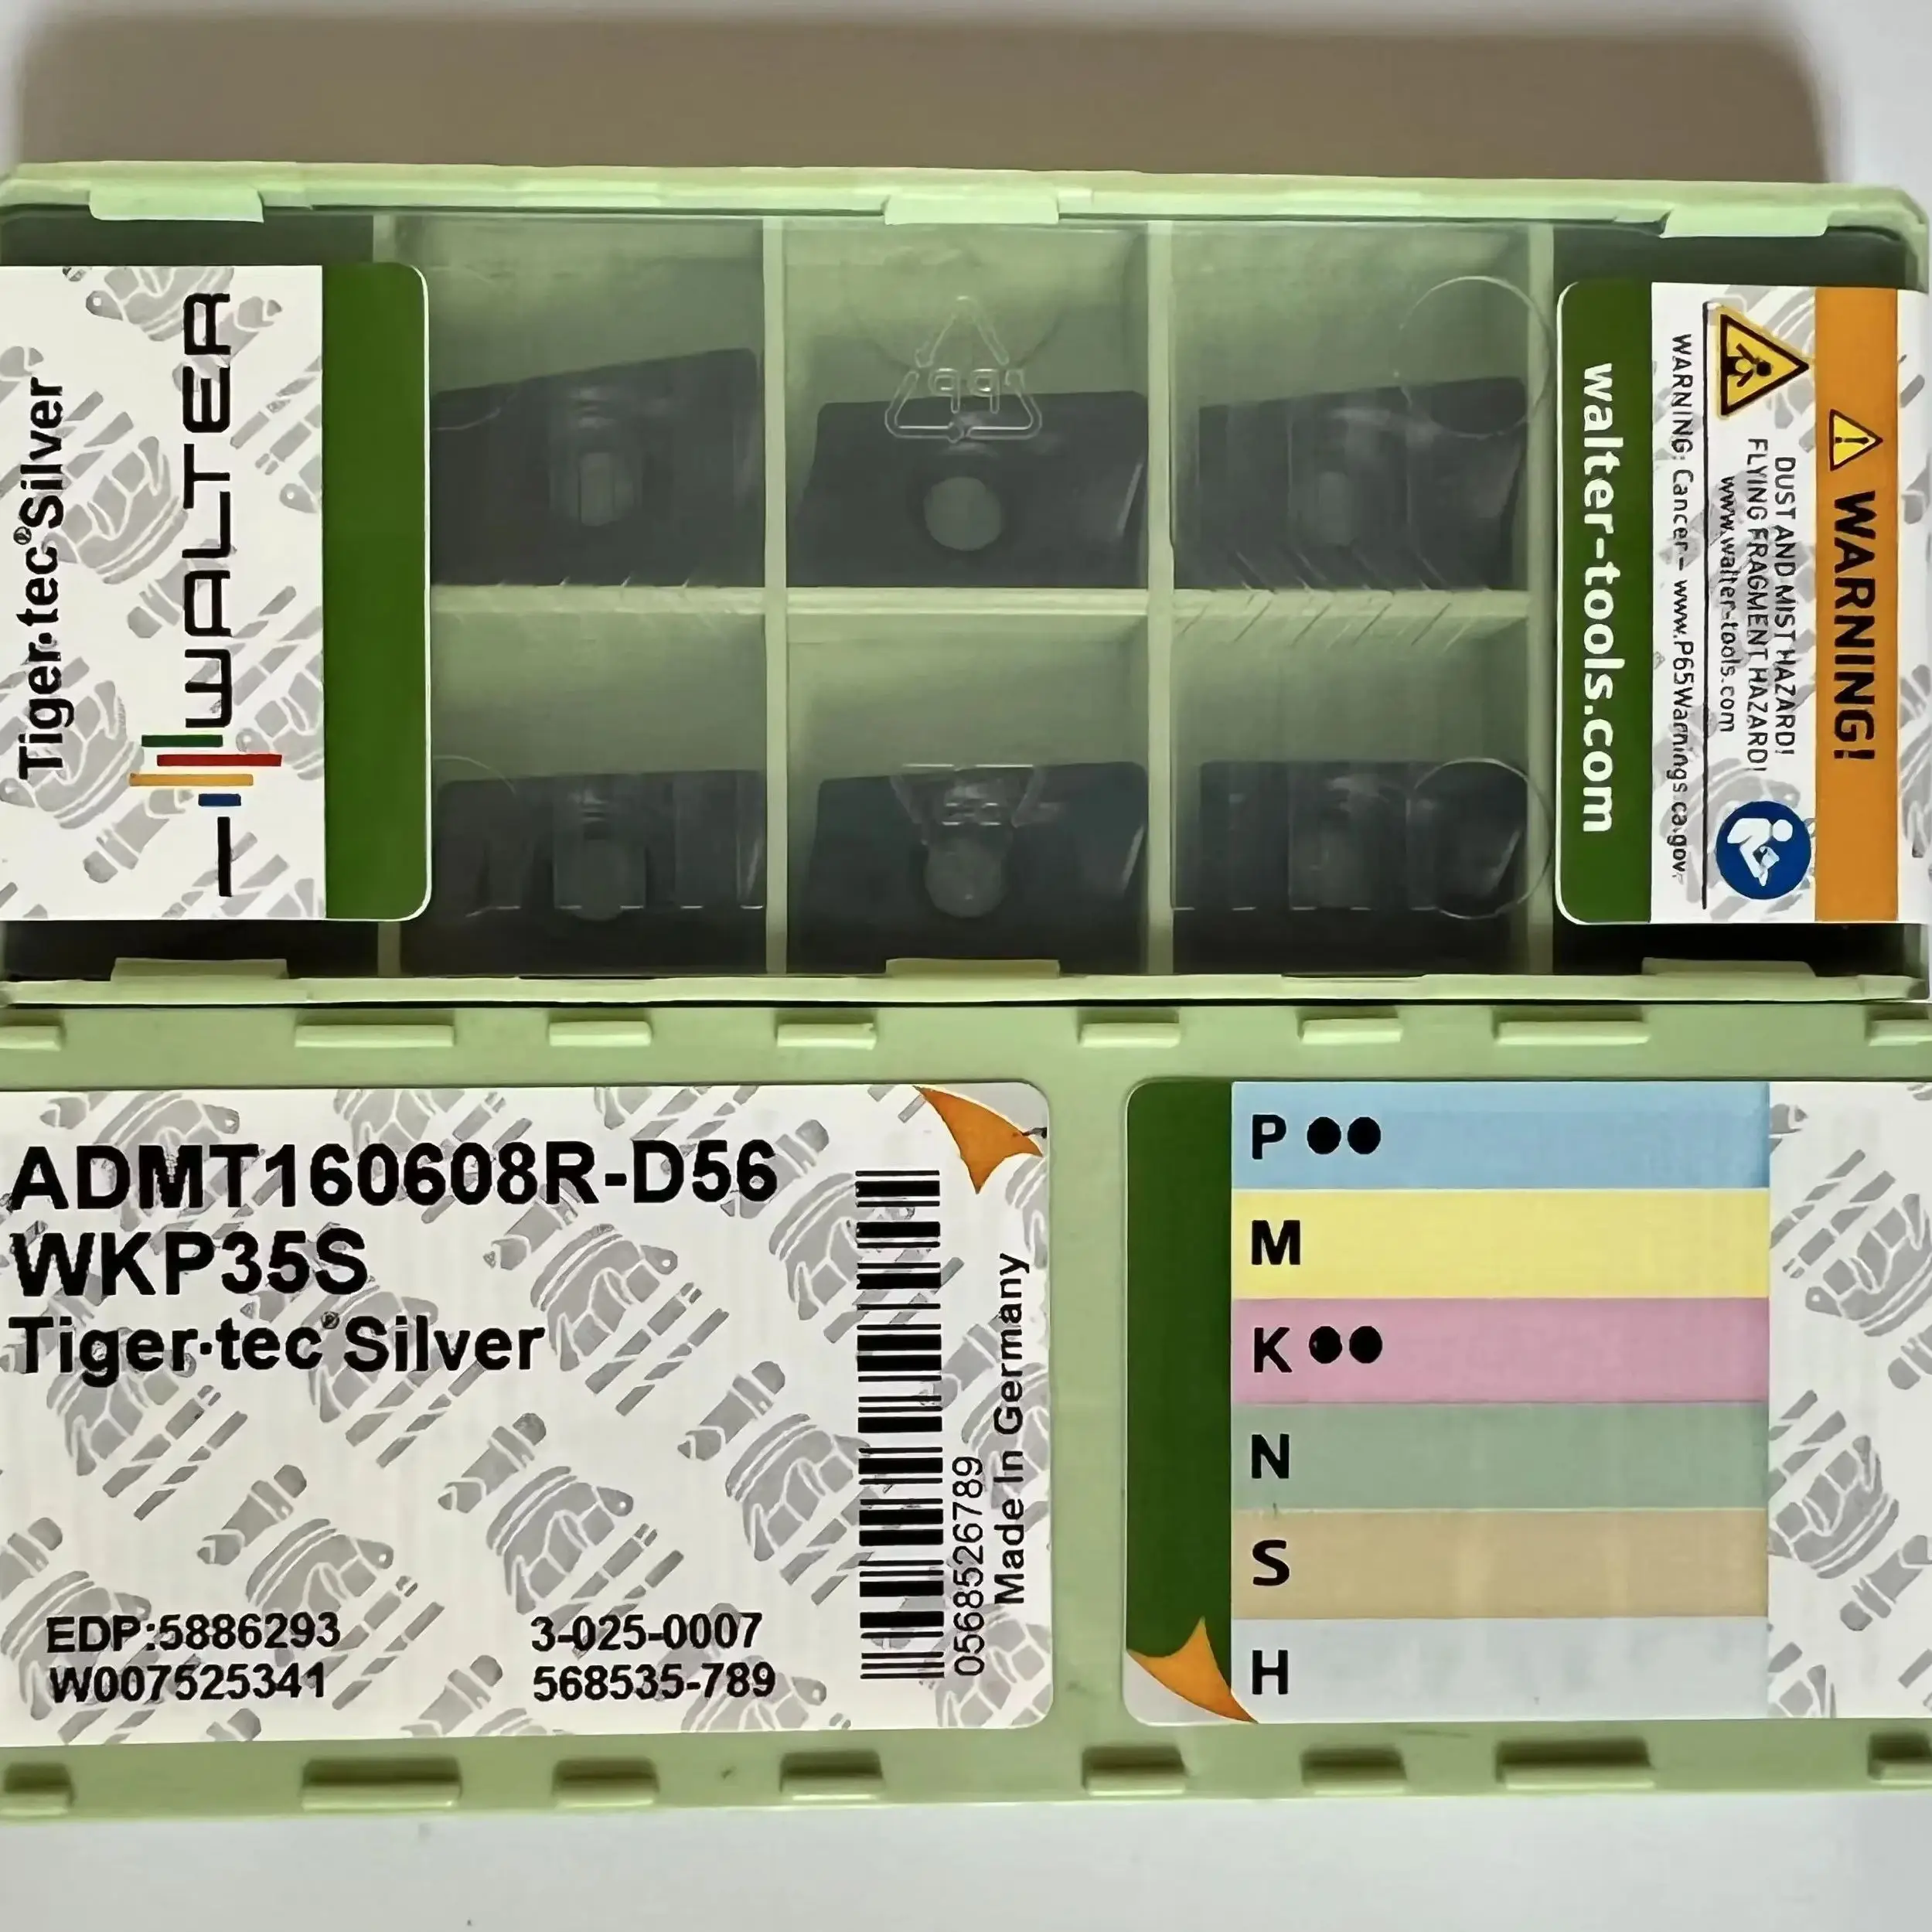 Tiger·tec®Silver
WALTER
PP
walter-tools.com
WARNING!
DUST AND MIST HAZARD!
FLYING FRAGMENT HAZARD!
www.walter-tools.com
WARNING: Cancer - www.P65Warnings.ca.gov
ADMT160608R-D56
WKP35S
Tiger·tec®Silver
EDP:5886293
W007525341
3-025-0007
568535-789
0568526789
Made In Germany
P
M
K
N
S
H